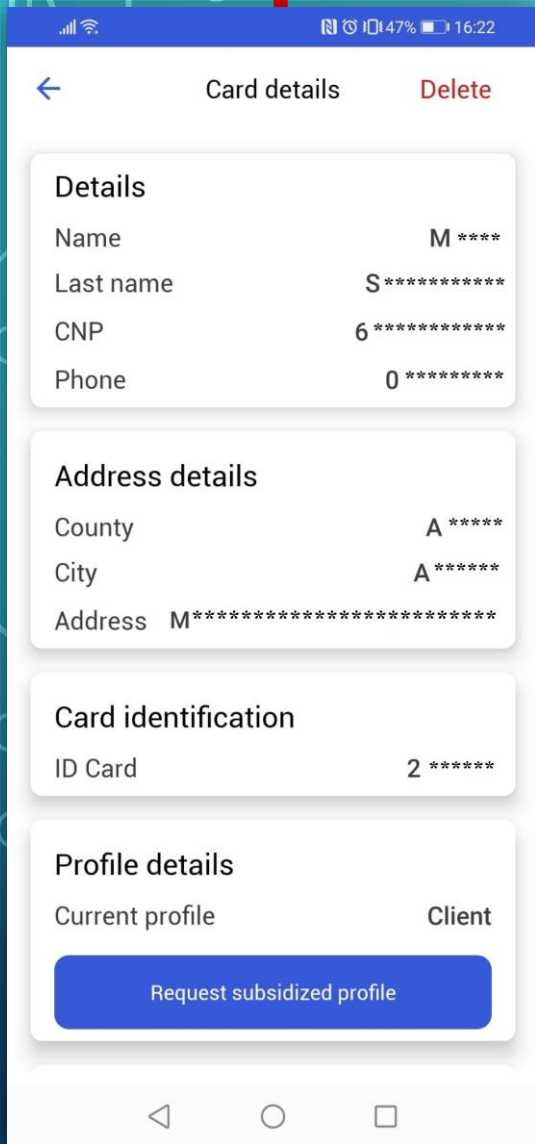 47% 16:22
Card details Delete
Details
Name M ****
Last name S***********
CNP 6 ************
Phone 0 *********
Address details
County A *****
City A ******
Address M*************************
Card identification
ID Card 2 ******
Profile details
Current profile Client
Request subsidized profile